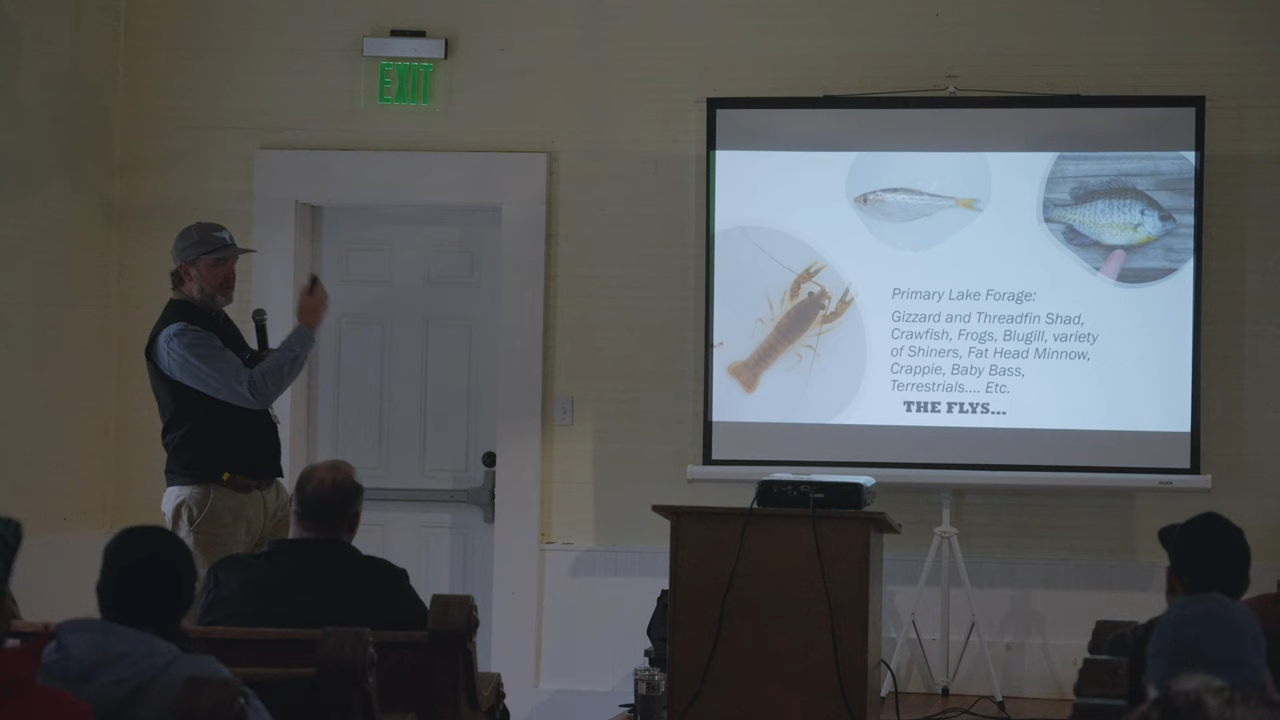 EXIT
Primary Lake Forage:
Gizzard and Threadfin Shad,
Crawfish, Frogs, Blugill, variety
of Shiners, Fat Head Minnow,
Crappie, Baby Bass,
Terrestrials.... Etc.
THE FLYS...